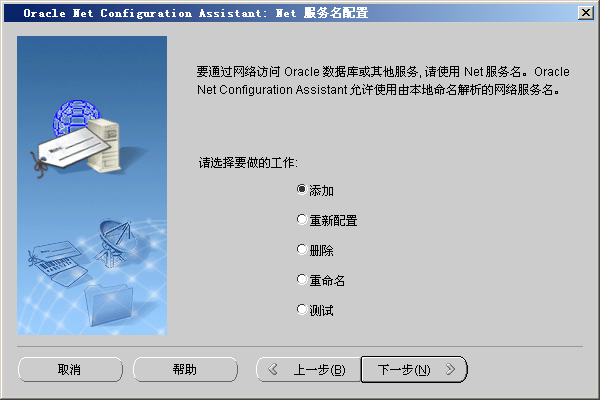 Oracle Net Configuration Assistant: Net 服务名配置
要通过网络访问 Oracle 数据库或其他服务, 请使用 Net 服务名。Oracle
Net Configuration Assistant 允许使用由本地命名解析的网络服务名。
请选择要做的工作:
添加
重新配置
删除
重命名
测试
取消
帮助
上一步(B)
下一步(N)